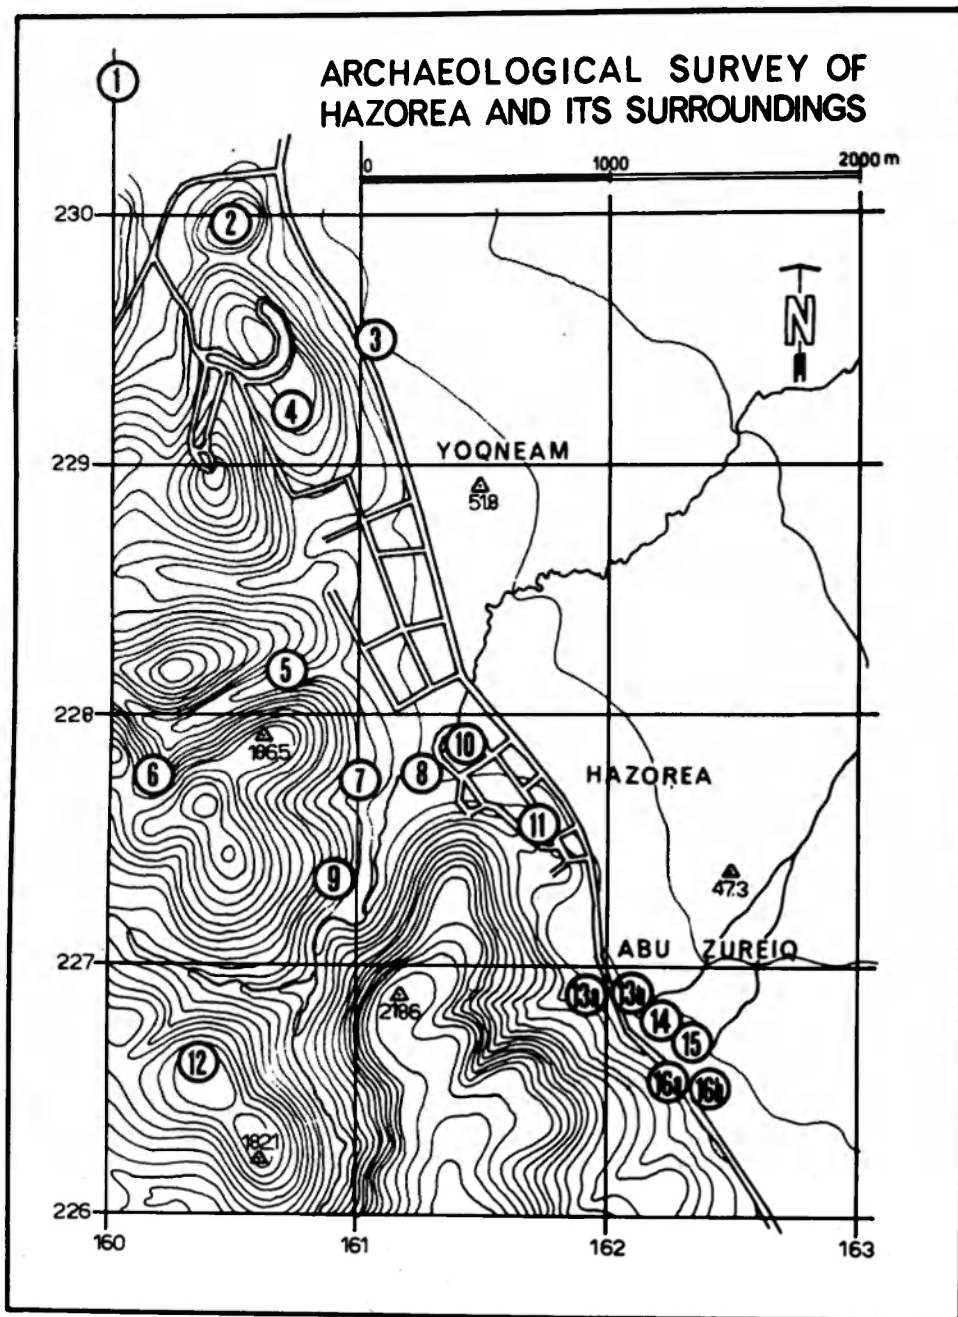 ARCHAEOLOGICAL SURVEY OF
HAZOREA AND ITS SURROUNDINGS
0 1000 2000 m
1
230
2
N
3
4
229
YOQNEAM
51.8
5
228
186.5
6
7
8
10
HAZOREA
11
9
47.3
227
ABU ZUREIQ
13a
13b
218.6
14
15
12
16a
16b
182.1
226
160 161 162 163